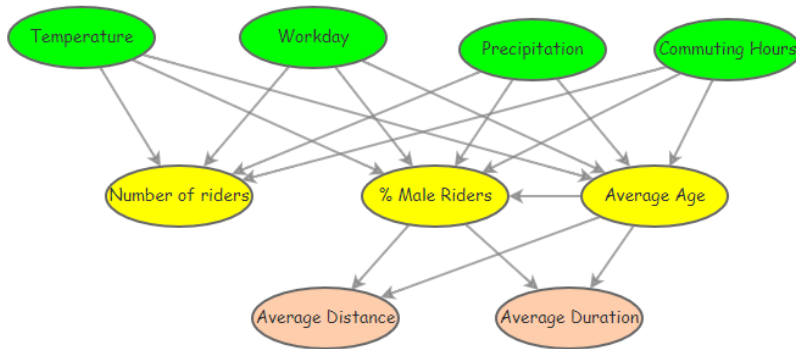 Temperature
Workday
Precipitation
Commuting Hours
Number of riders
% Male Riders
Average Age
Average Distance
Average Duration